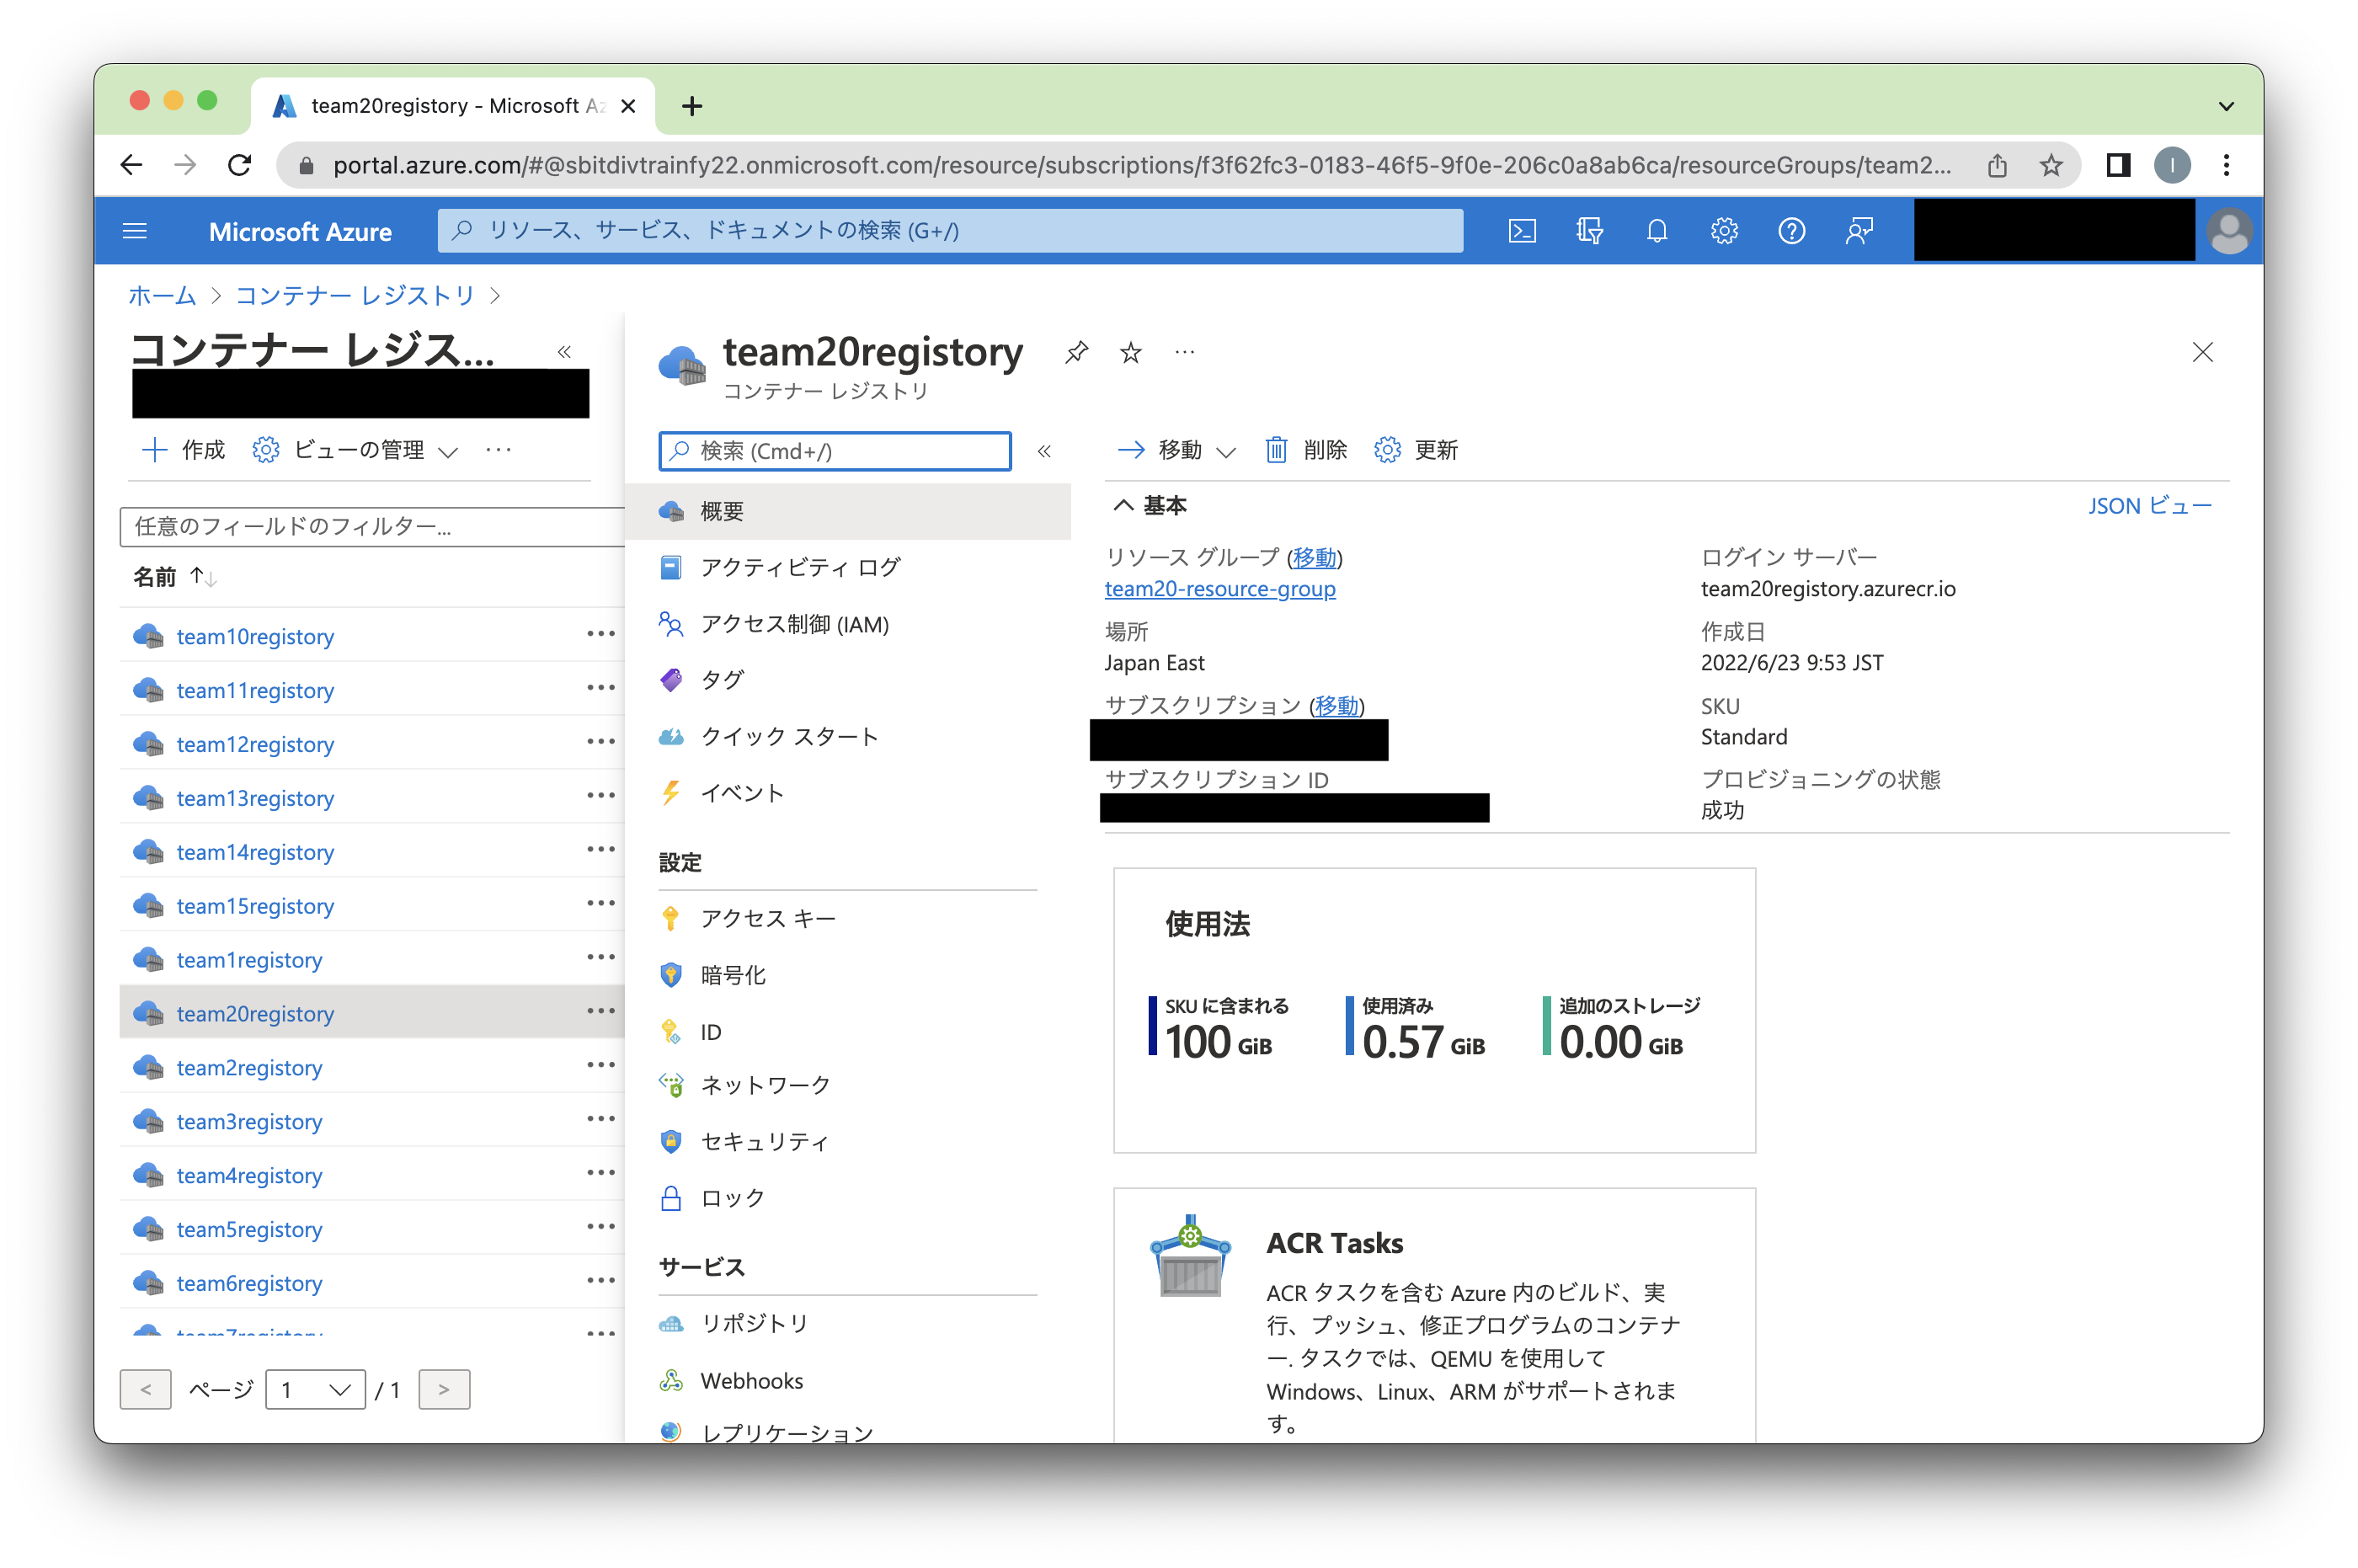 team20registory - Microsoft Az
portal.azure.com/#@sbitdivtrainfy22.onmicrosoft.com/resource/subscriptions/f3f62fc3-0183-46f5-9f0e-206c0a8ab6ca/resourceGroups/team2...
I
Microsoft Azure
リソース、サービス、ドキュメントの検索 (G+/)
ホーム > コンテナー レジストリ >
コンテナー レジス...
作成
ビューの管理
任意のフィールドのフィルター...
名前
team10registory
team11registory
team12registory
team13registory
team14registory
team15registory
team1registory
team20registory
team2registory
team3registory
team4registory
team5registory
team6registory
team7registory
< ページ 1 / 1 >
team20registory
コンテナー レジストリ
検索 (Cmd+/)
概要
アクティビティ ログ
アクセス制御 (IAM)
タグ
クイック スタート
イベント
設定
アクセス キー
暗号化
ID
ネットワーク
セキュリティ
ロック
サービス
リポジトリ
Webhooks
レプリケーション
移動
削除
更新
基本
JSON ビュー
リソース グループ (移動)
team20-resource-group
場所
Japan East
サブスクリプション (移動)
サブスクリプション ID
ログイン サーバー
team20registory.azurecr.io
作成日
2022/6/23 9:53 JST
SKU
Standard
プロビジョニングの状態
成功
使用法
SKU に含まれる
100 GiB
使用済み
0.57 GiB
追加のストレージ
0.00 GiB
ACR Tasks
ACR タスクを含む Azure 内のビルド、実
行、プッシュ、修正プログラムのコンテナ
ー. タスクでは、QEMU を使用して
Windows、Linux、ARM がサポートされま
す。